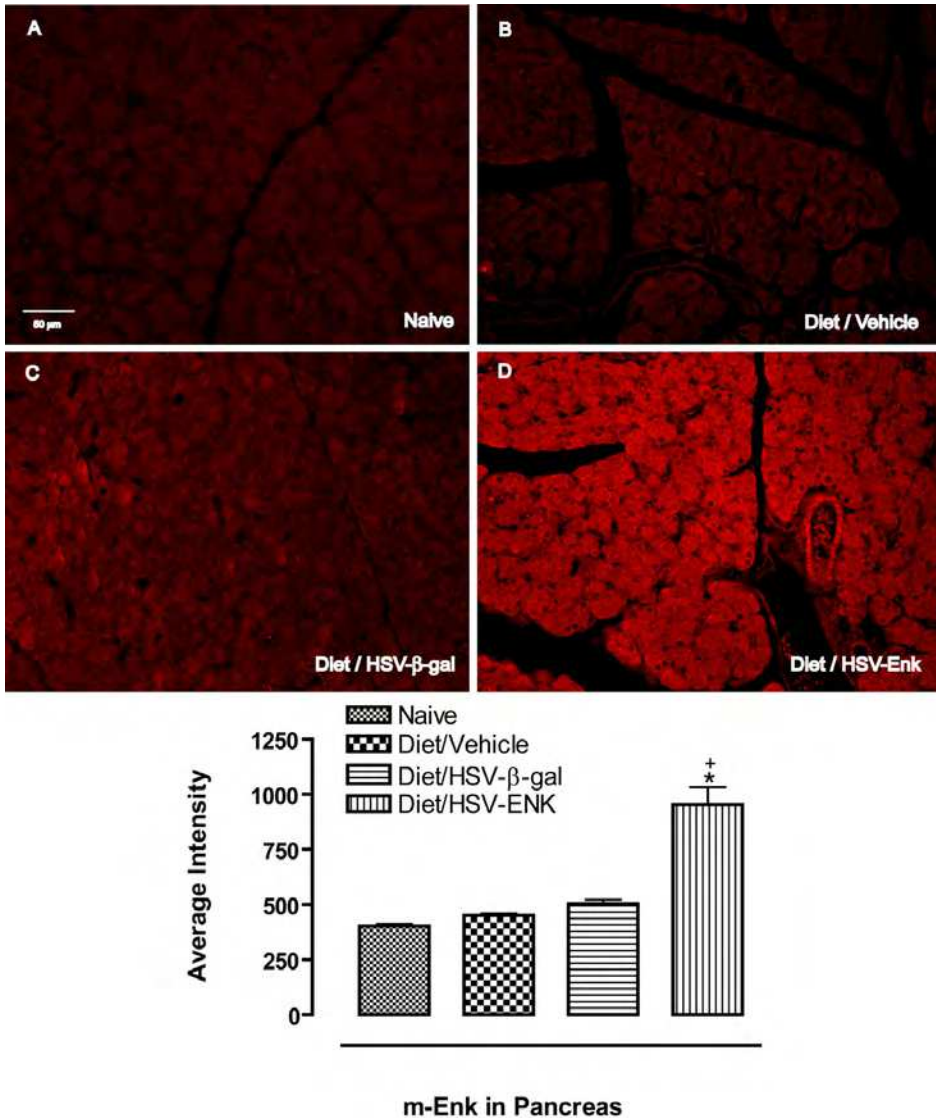 A
B
50 µm
Naive
Diet / Vehicle
C
D
Diet / HSV-β-gal
Diet / HSV-Enk
Naive
Diet/Vehicle
Diet/HSV-β-gal
Diet/HSV-ENK
1250
1000
750
500
250
0
+
*
Average Intensity
m-Enk in Pancreas